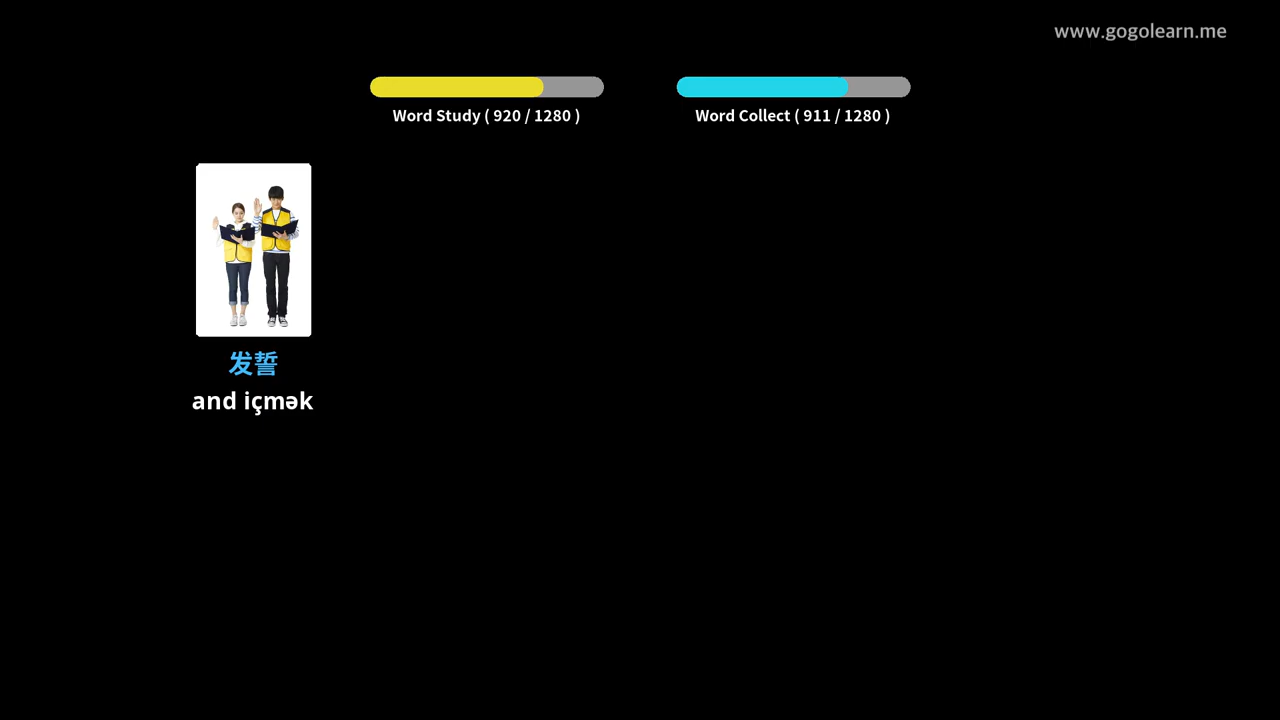 www.gogolearn.me
Word Study ( 920 / 1280 )
Word Collect ( 911 / 1280 )
发誓
and içmək